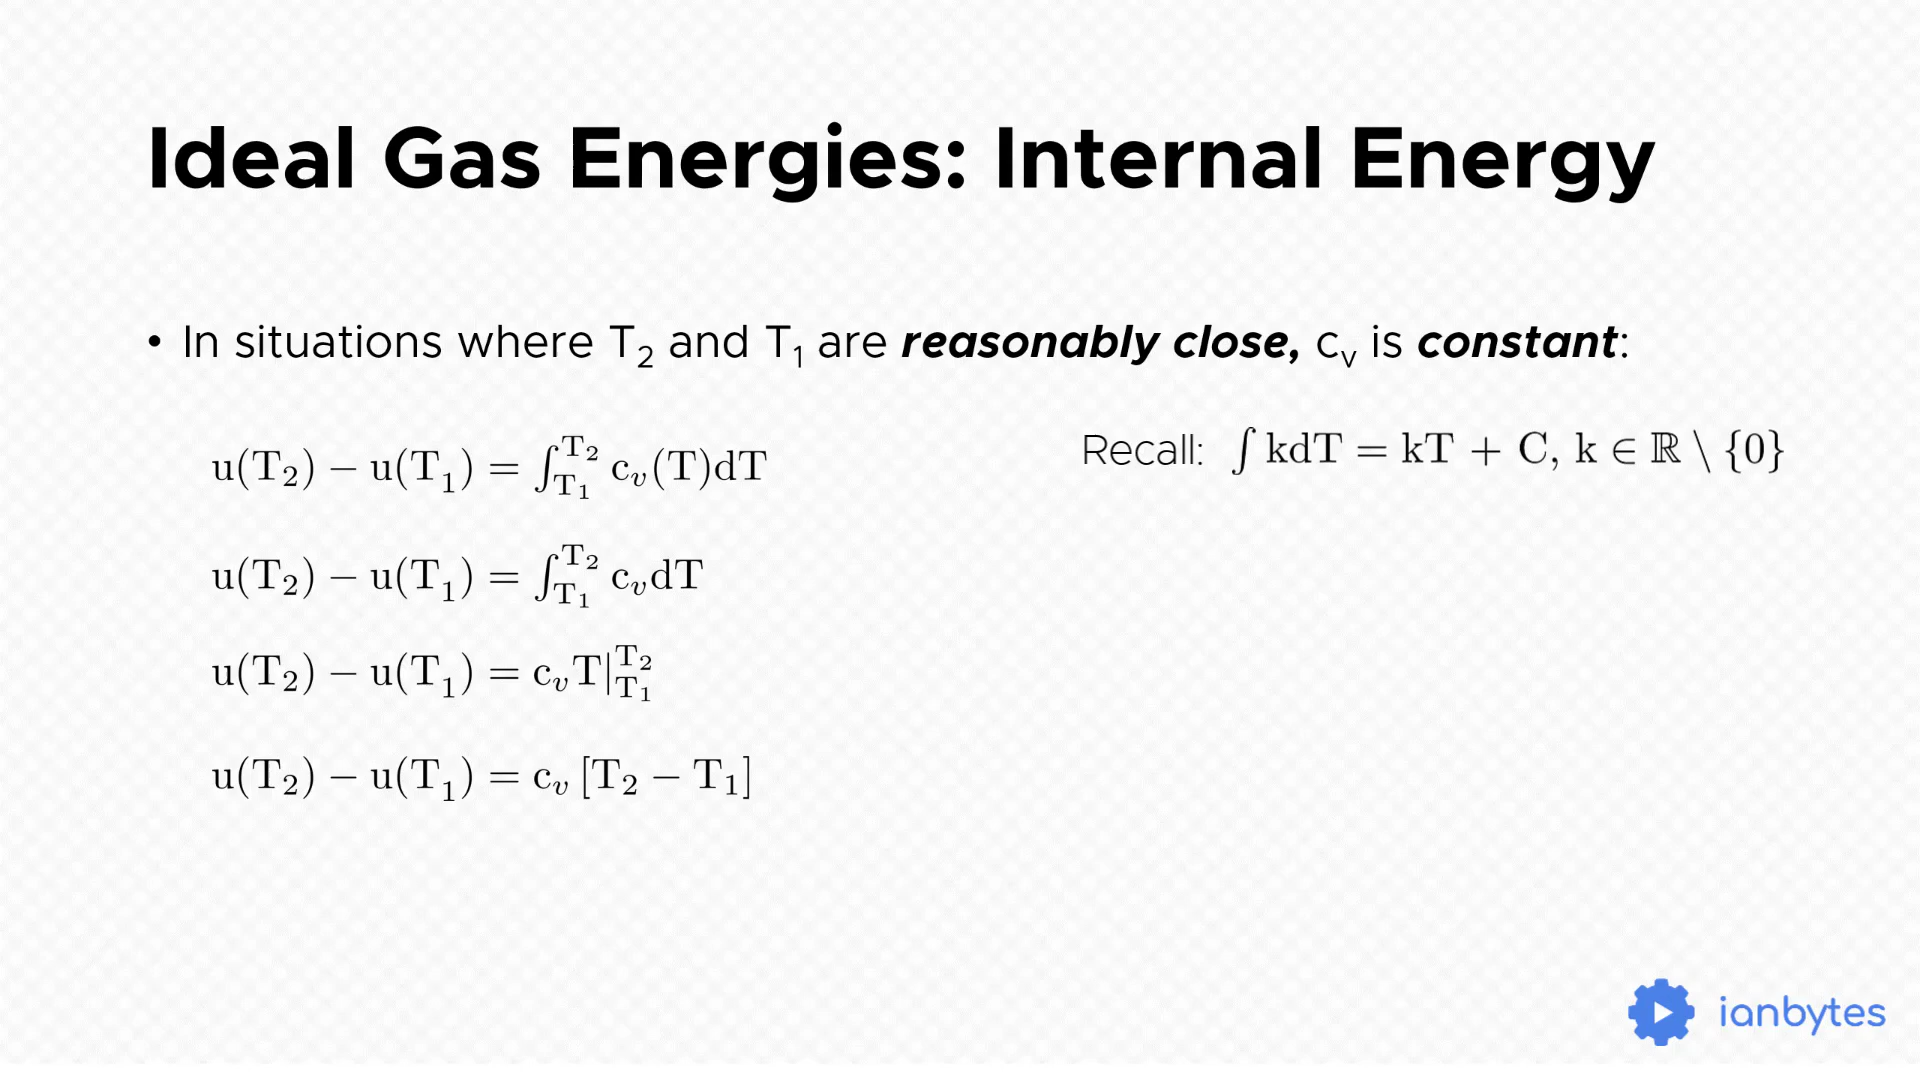 Ideal Gas Energies: Internal Energy
• In situations where T₂ and T₁ are reasonably close, cᵥ is constant:
u(T₂) − u(T₁) = ∫_{T₁}^{T₂} cᵥ(T)dT
Recall: ∫ kdT = kT + C, k ∈ ℝ \ {0}
u(T₂) − u(T₁) = ∫_{T₁}^{T₂} cᵥdT
u(T₂) − u(T₁) = cᵥT|_{T₁}^{T₂}
u(T₂) − u(T₁) = cᵥ [T₂ − T₁]
ianbytes